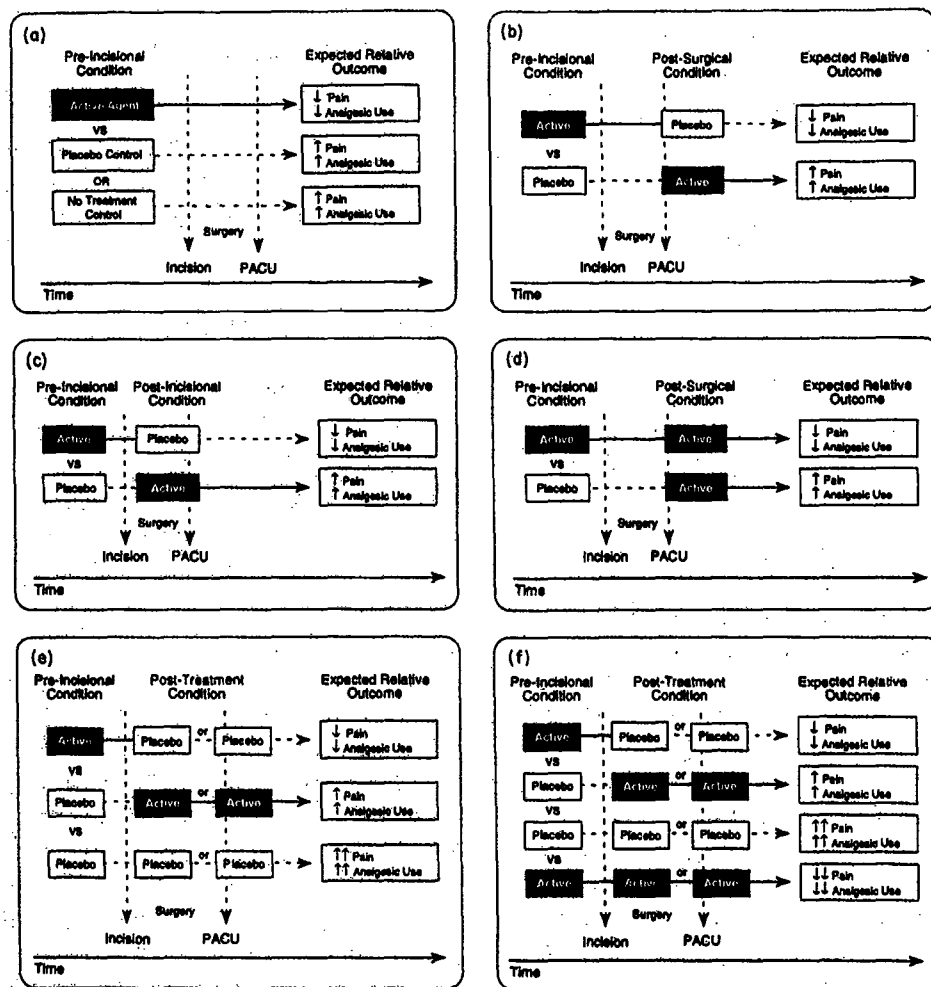 (a)
Pre-Incisional Condition
Expected Relative Outcome
Active Agent
↓ Pain
↓ Analgesic Use
VS
Placebo Control
↑ Pain
↑ Analgesic Use
OR
No Treatment Control
↑ Pain
↑ Analgesic Use
Surgery
Incision
PACU
Time
(b)
Pre-Incisional Condition
Post-Surgical Condition
Expected Relative Outcome
Active
Placebo
↓ Pain
↓ Analgesic Use
VS
Placebo
Active
↑ Pain
↑ Analgesic Use
Surgery
Incision
PACU
Time
(c)
Pre-Incisional Condition
Post-Incisional Condition
Expected Relative Outcome
Active
Placebo
↓ Pain
↓ Analgesic Use
VS
Placebo
Active
↑ Pain
↑ Analgesic Use
Surgery
Incision
PACU
Time
(d)
Pre-Incisional Condition
Post-Surgical Condition
Expected Relative Outcome
Active
Active
↓ Pain
↓ Analgesic Use
VS
Placebo
Active
↑ Pain
↑ Analgesic Use
Surgery
Incision
PACU
Time
(e)
Pre-Incisional Condition
Post-Treatment Condition
Expected Relative Outcome
Active
Placebo or Placebo
↓ Pain
↓ Analgesic Use
VS
Placebo
Active or Active
↑ Pain
↑ Analgesic Use
VS
Placebo
Placebo or Placebo
↑↑ Pain
↑↑ Analgesic Use
Surgery
Incision
PACU
Time
(f)
Pre-Incisional Condition
Post-Treatment Condition
Expected Relative Outcome
Active
Placebo or Placebo
↓ Pain
↓ Analgesic Use
VS
Placebo
Active or Active
↑ Pain
↑ Analgesic Use
VS
Placebo
Placebo or Placebo
↑↑ Pain
↑↑ Analgesic Use
VS
Active
Active or Active
↓↓ Pain
↓↓ Analgesic Use
Surgery
Incision
PACU
Time